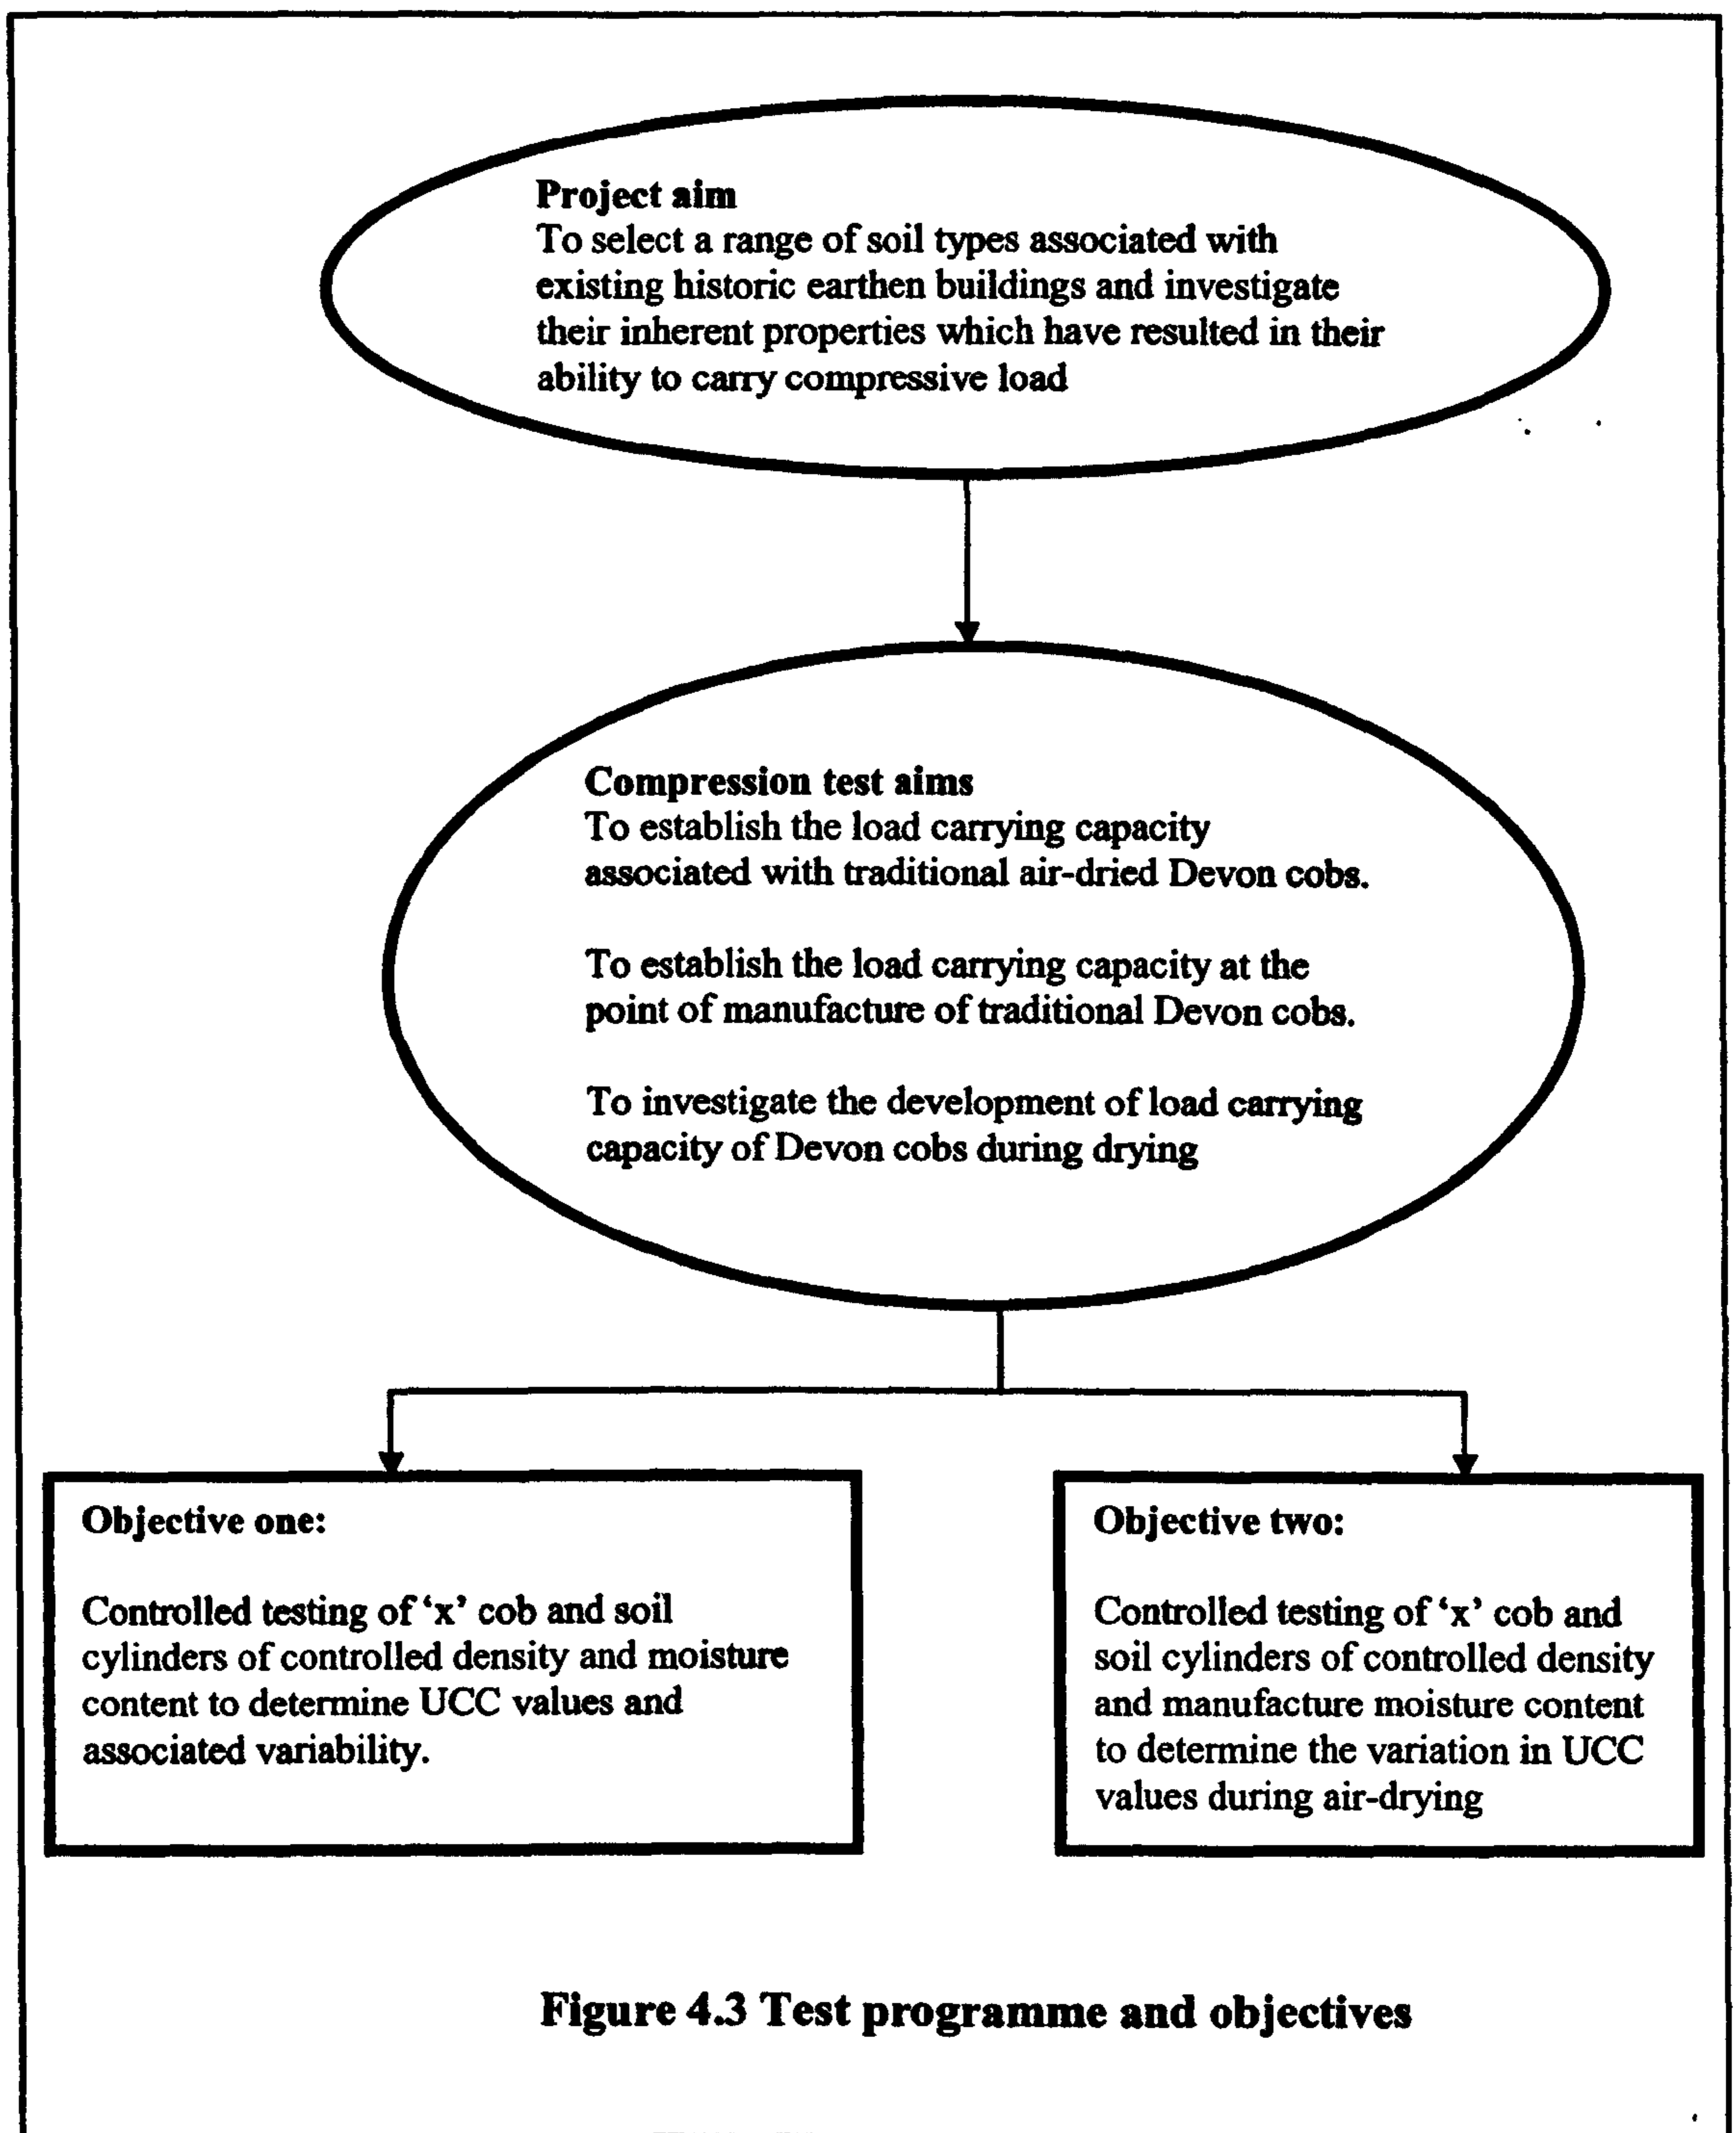 Project aim
To select a range of soil types associated with
existing historic earthen buildings and investigate
their inherent properties which have resulted in their
ability to carry compressive load
Compression test aims
To establish the load carrying capacity
associated with traditional air-dried Devon cobs.
To establish the load carrying capacity at the
point of manufacture of traditional Devon cobs.
To investigate the development of load carrying
capacity of Devon cobs during drying
Objective one:
Controlled testing of ‘x’ cob and soil
cylinders of controlled density and moisture
content to determine UCC values and
associated variability.
Objective two:
Controlled testing of ‘x’ cob and
soil cylinders of controlled density
and manufacture moisture content
to determine the variation in UCC
values during air-drying
Figure 4.3 Test programme and objectives